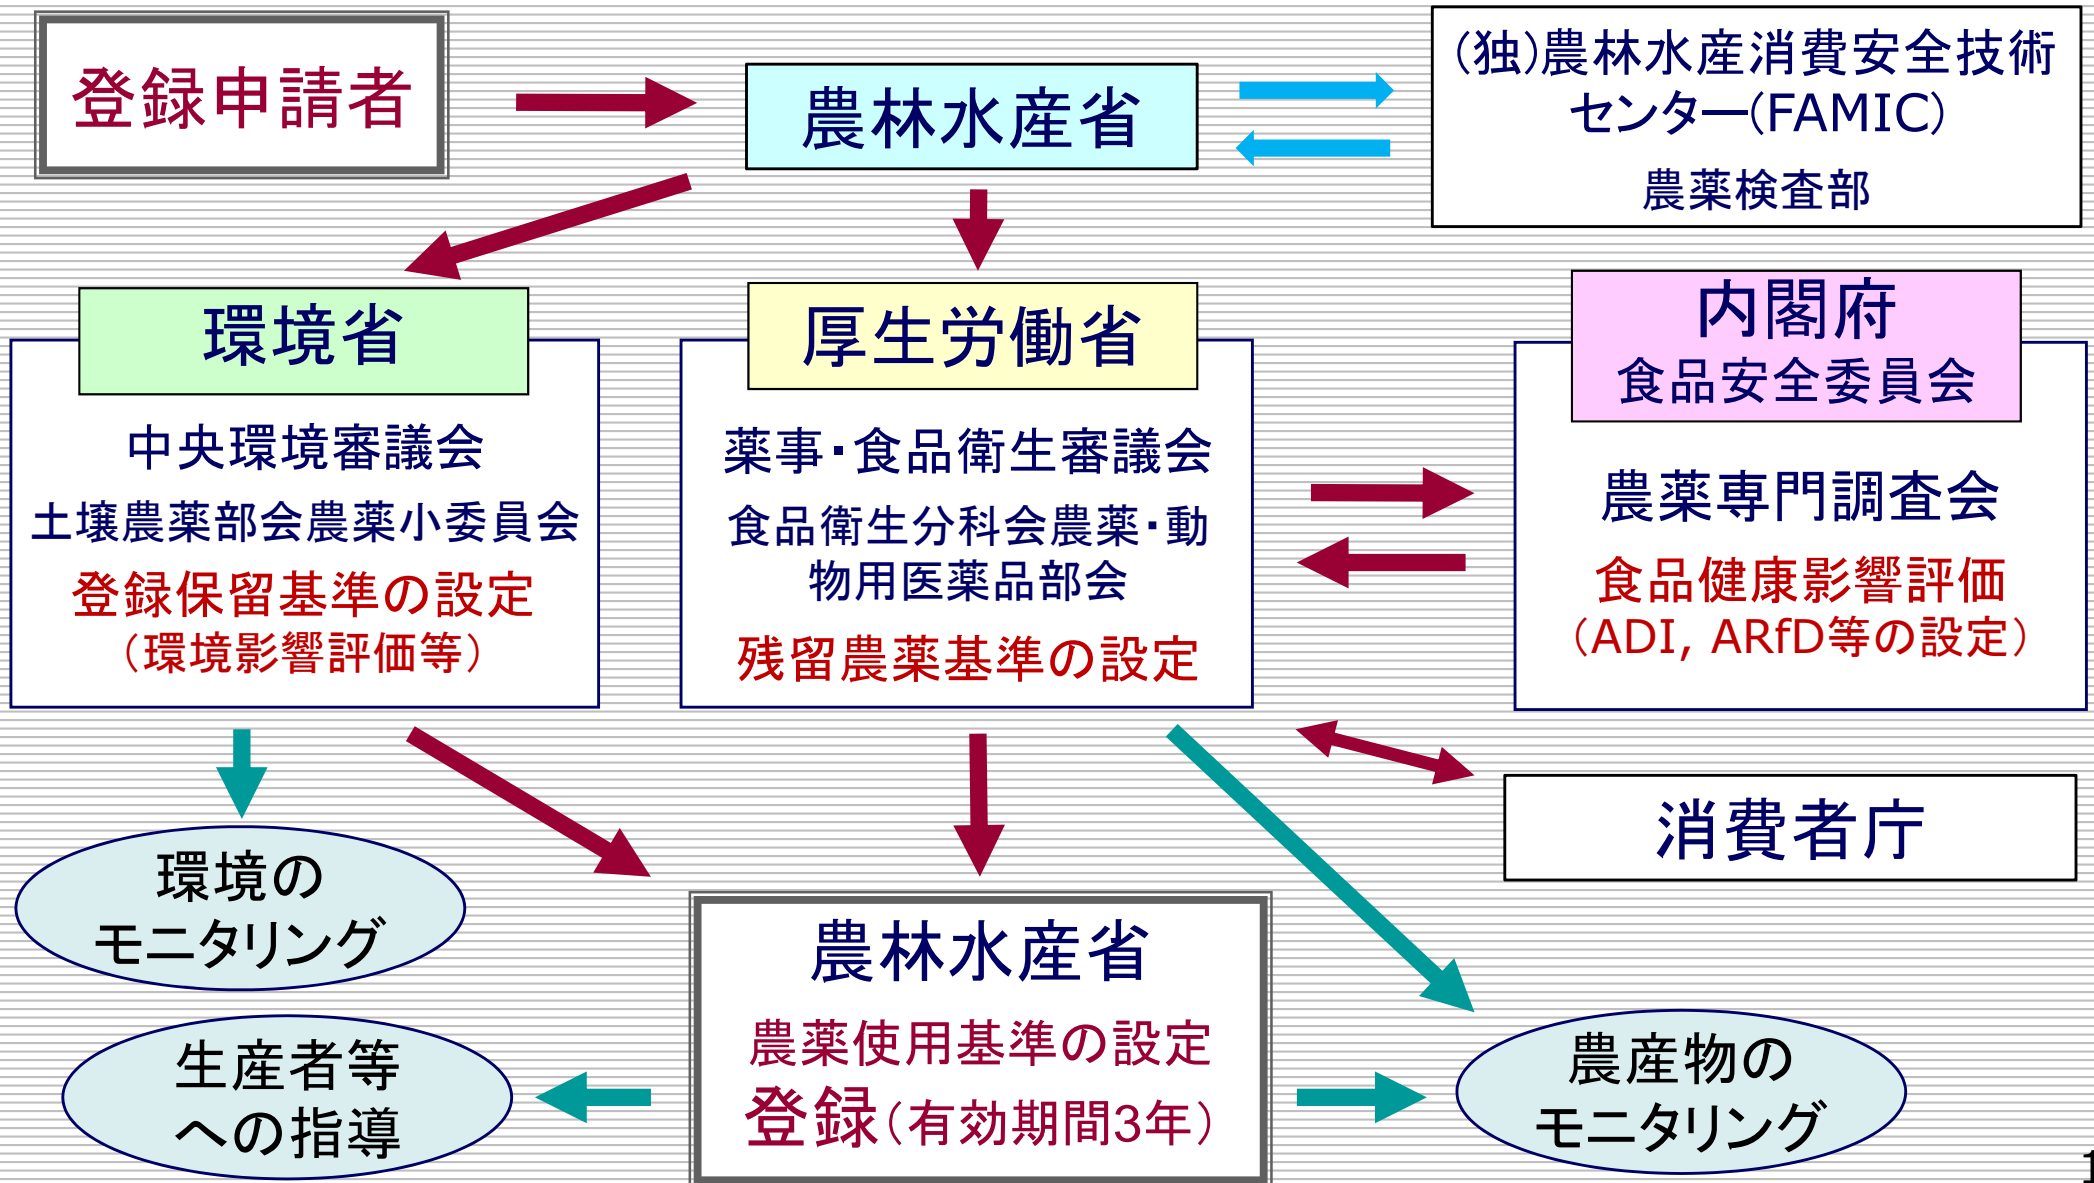 登録申請者
農林水産省
(独)農林水産消費安全技術
センター(FAMIC)
農薬検査部
環境省
中央環境審議会
土壌農薬部会農薬小委員会
登録保留基準の設定
(環境影響評価等)
厚生労働省
薬事・食品衛生審議会
食品衛生分科会農薬・動
物用医薬品部会
残留農薬基準の設定
内閣府
食品安全委員会
農薬専門調査会
食品健康影響評価
(ADI, ARfD等の設定)
消費者庁
環境の
モニタリング
農林水産省
農薬使用基準の設定
登録(有効期間3年)
生産者等
への指導
農産物の
モニタリング